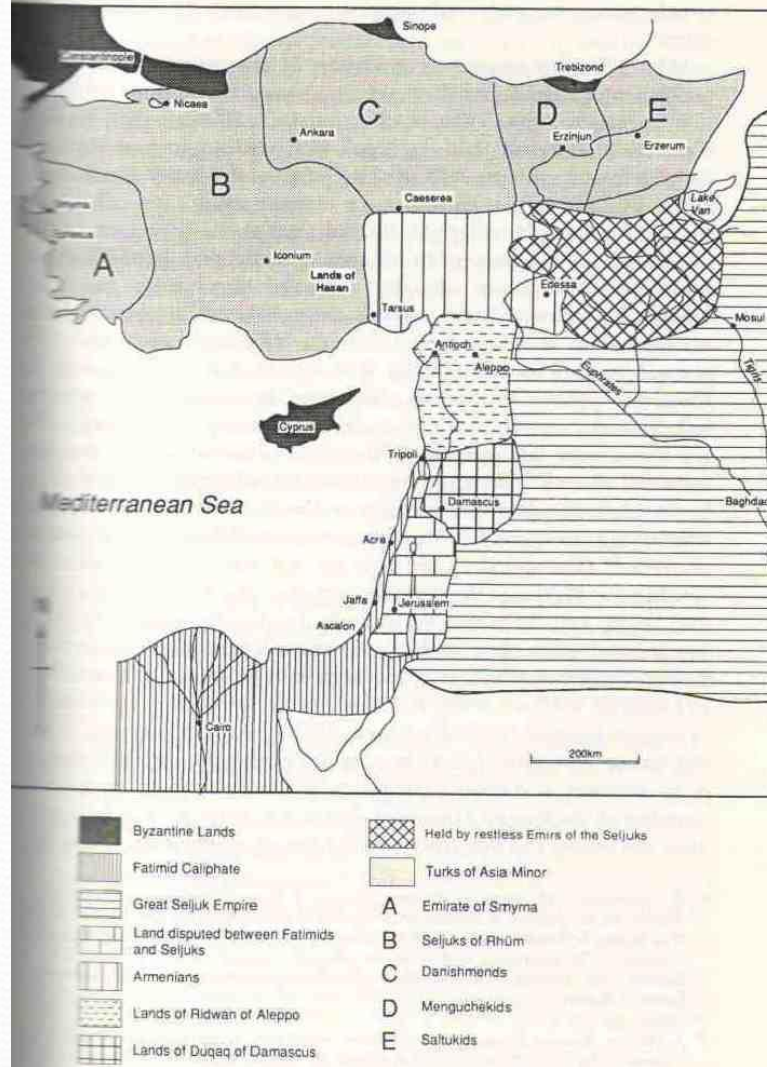 Sinope
Constantinople
Trebizond
Nicaea
C
D
E
Ankara
Erzinjun
Erzerum
B
Lake
Van
Smyrna
Caeserea
A
Iconium
Lands of
Hasan
Edessa
Tarsus
Mosul
Antioch
Aleppo
Euphrates
Tigris
Cyprus
Tripoli
Mediterranean Sea
Damascus
Baghdad
Acre
Jaffa
Jerusalem
Ascalon
Cairo
200km
Byzantine Lands
Fatimid Caliphate
Great Seljuk Empire
Land disputed between Fatimids
and Seljuks
Armenians
Lands of Ridwan of Aleppo
Lands of Duqaq of Damascus
Held by restless Emirs of the Seljuks
Turks of Asia Minor
A Emirate of Smyrna
B Seljuks of Rhüm
C Danishmends
D Menguchekids
E Saltukids